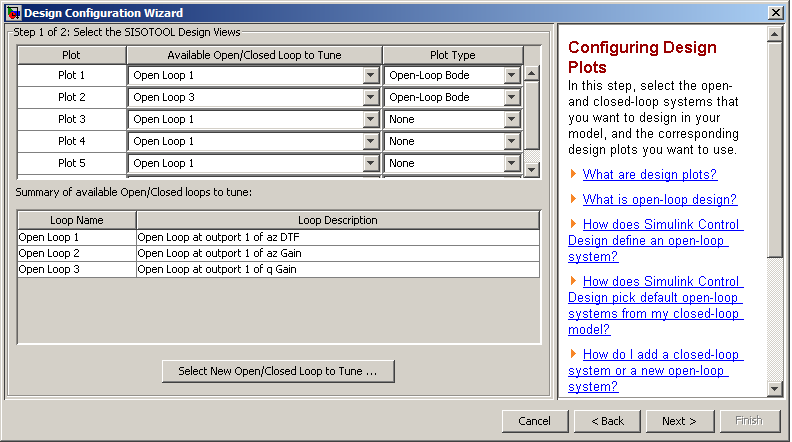 Design Configuration Wizard
Step 1 of 2: Select the SISOTOOL Design Views
Plot Available Open/Closed Loop to Tune Plot Type
Plot 1 Open Loop 1 Open-Loop Bode
Plot 2 Open Loop 3 Open-Loop Bode
Plot 3 Open Loop 1 None
Plot 4 Open Loop 1 None
Plot 5 Open Loop 1 None
Summary of available Open/Closed loops to tune:
Loop Name Loop Description
Open Loop 1 Open Loop at outport 1 of az DTF
Open Loop 2 Open Loop at outport 1 of az Gain
Open Loop 3 Open Loop at outport 1 of q Gain
Select New Open/Closed Loop to Tune ...
Configuring Design
Plots
In this step, select the open-
and closed-loop systems that
you want to design in your
model, and the corresponding
design plots you want to use.
What are design plots?
What is open-loop design?
How does Simulink Control
Design define an open-loop
system?
How does Simulink Control
Design pick default open-loop
systems from my closed-loop
model?
How do I add a closed-loop
system or a new open-loop
system?
Cancel < Back Next > Finish